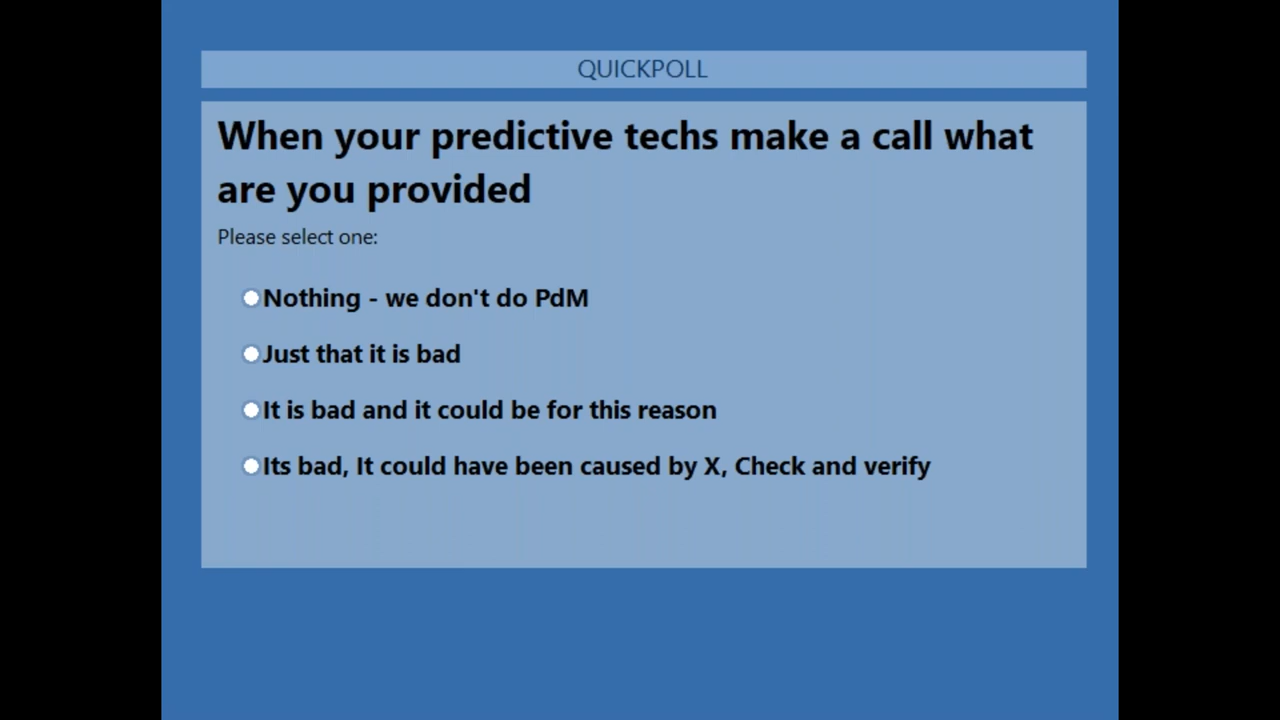 QUICKPOLL
When your predictive techs make a call what
are you provided
Please select one:
Nothing - we don't do PdM
Just that it is bad
It is bad and it could be for this reason
Its bad, It could have been caused by X, Check and verify